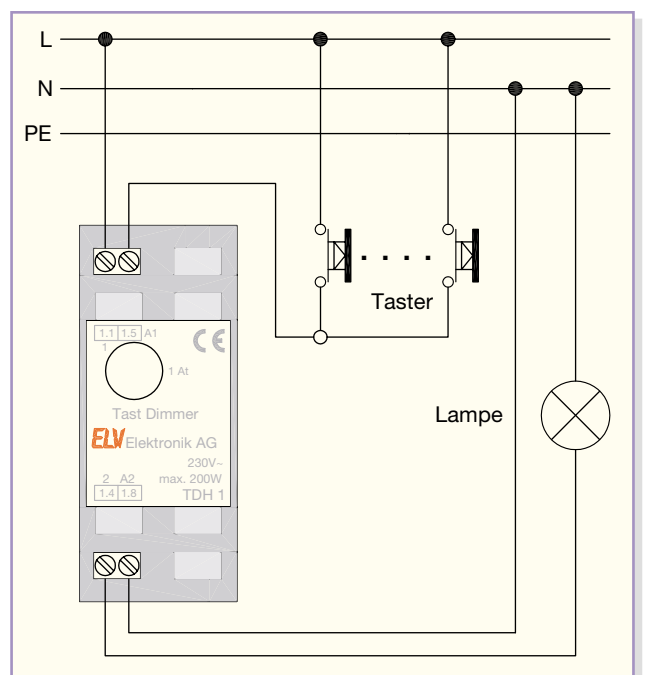 L
N
PE
Taster
1.1 1.5 A1
1
1 At
Tast Dimmer
ELV Elektronik AG
230V~
2 A2 max. 200W
1.4 1.8 TDH 1
Lampe